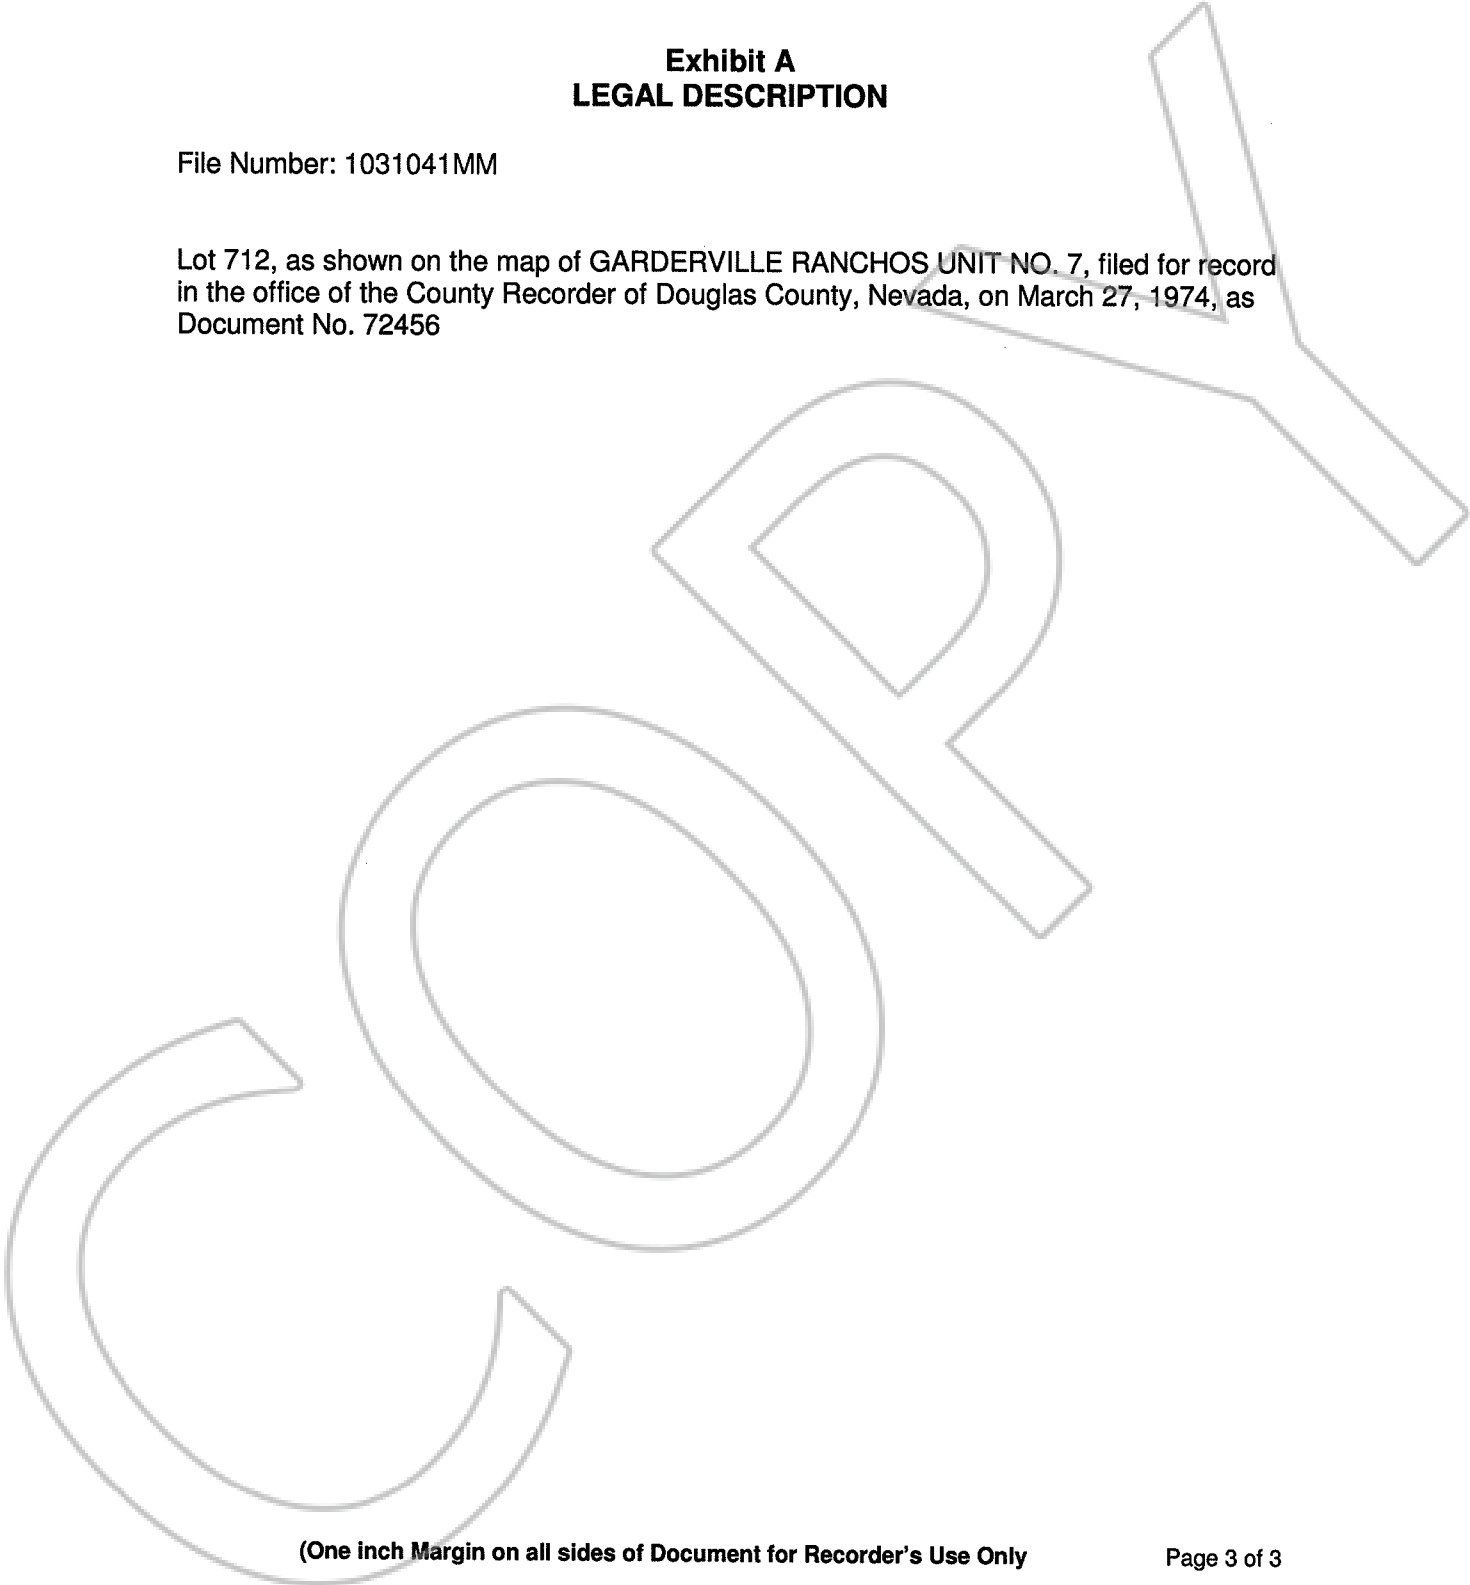 Exhibit A
LEGAL DESCRIPTION
File Number: 1031041MM
Lot 712, as shown on the map of GARDERVILLE RANCHOS UNIT NO. 7, filed for record
in the office of the County Recorder of Douglas County, Nevada, on March 27, 1974, as
Document No. 72456
COPY
(One inch Margin on all sides of Document for Recorder's Use Only
Page 3 of 3